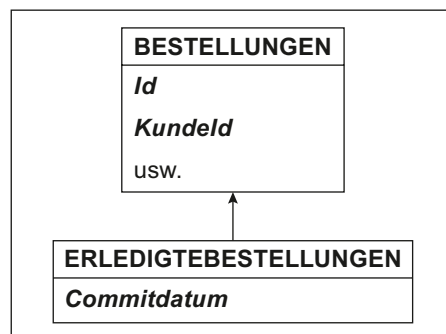 BESTELLUNGEN
Id
KundeId
usw.
ERLEDIGTEBESTELLUNGEN
Commitdatum